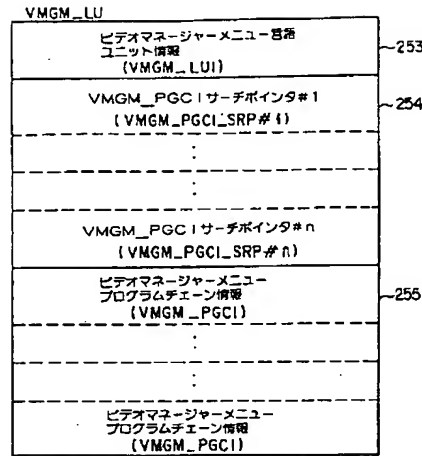 VMGM_LU
ビデオマネージャーメニュー言語
ユニット情報
(VMGM_LUI)
253
VMGM_PGCIサーチポインタ#1
(VMGM_PGCI_SRP#1)
254
VMGM_PGCIサーチポインタ#n
(VMGM_PGCI_SRP#n)
ビデオマネージャーメニュー
プログラムチェーン情報
(VMGM_PGCI)
255
ビデオマネージャーメニュー
プログラムチェーン情報
(VMGM_PGCI)